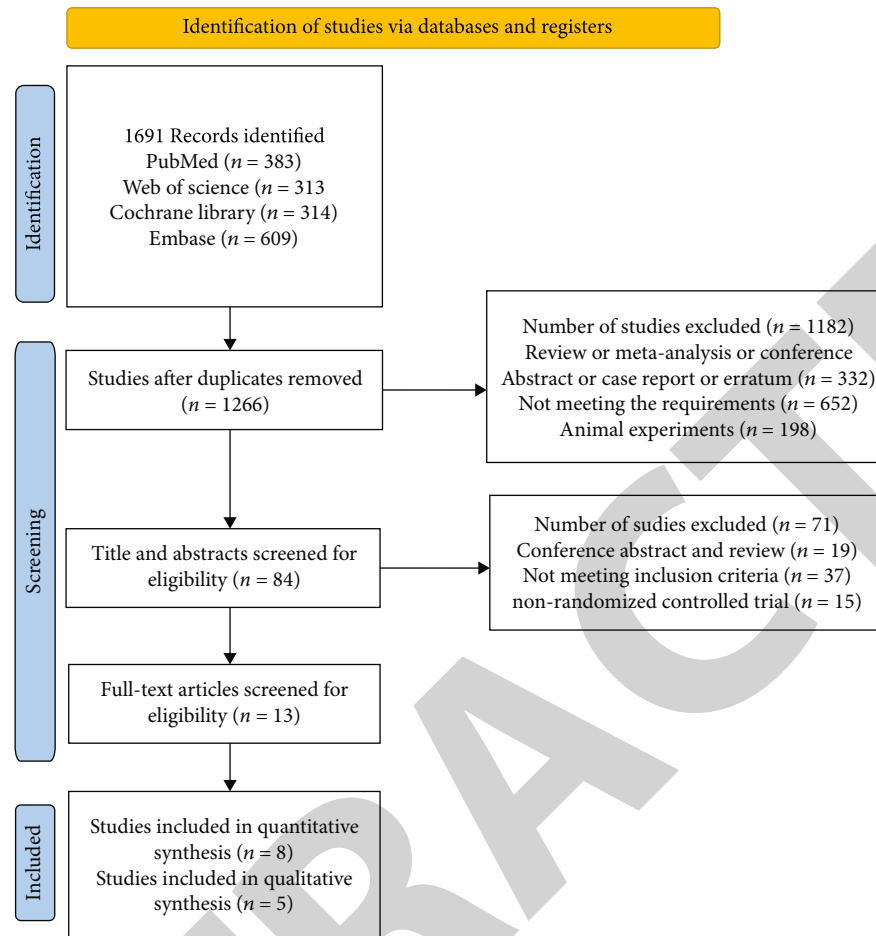 Identification of studies via databases and registers
Identification
1691 Records identified
PubMed (n = 383)
Web of science (n = 313
Cochrane library (n = 314)
Embase (n = 609)
Screening
Studies after duplicates removed
(n = 1266)
Number of studies excluded (n = 1182)
Review or meta-analysis or conference
Abstract or case report or erratum (n = 332)
Not meeting the requirements (n = 652)
Animal experiments (n = 198)
Title and abstracts screened for
eligibility (n = 84)
Number of sudies excluded (n = 71)
Conference abstract and review (n = 19)
Not meeting inclusion criteria (n = 37)
non-randomized controlled trial (n = 15)
Full-text articles screened for
eligibility (n = 13)
Included
Studies included in quantitative
synthesis (n = 8)
Studies included in qualitative
synthesis (n = 5)
RACT